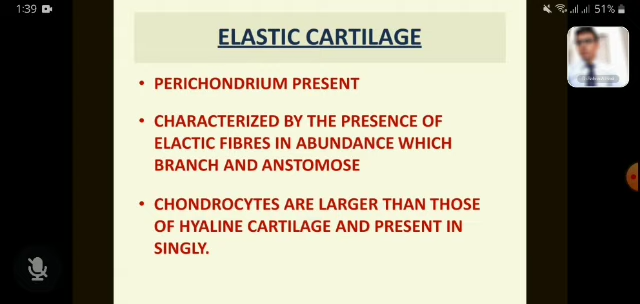 1:39
51%
ELASTIC CARTILAGE
• PERICHONDRIUM PRESENT
• CHARACTERIZED BY THE PRESENCE OF
ELACTIC FIBRES IN ABUNDANCE WHICH
BRANCH AND ANSTOMOSE
• CHONDROCYTES ARE LARGER THAN THOSE
OF HYALINE CARTILAGE AND PRESENT IN
SINGLY.